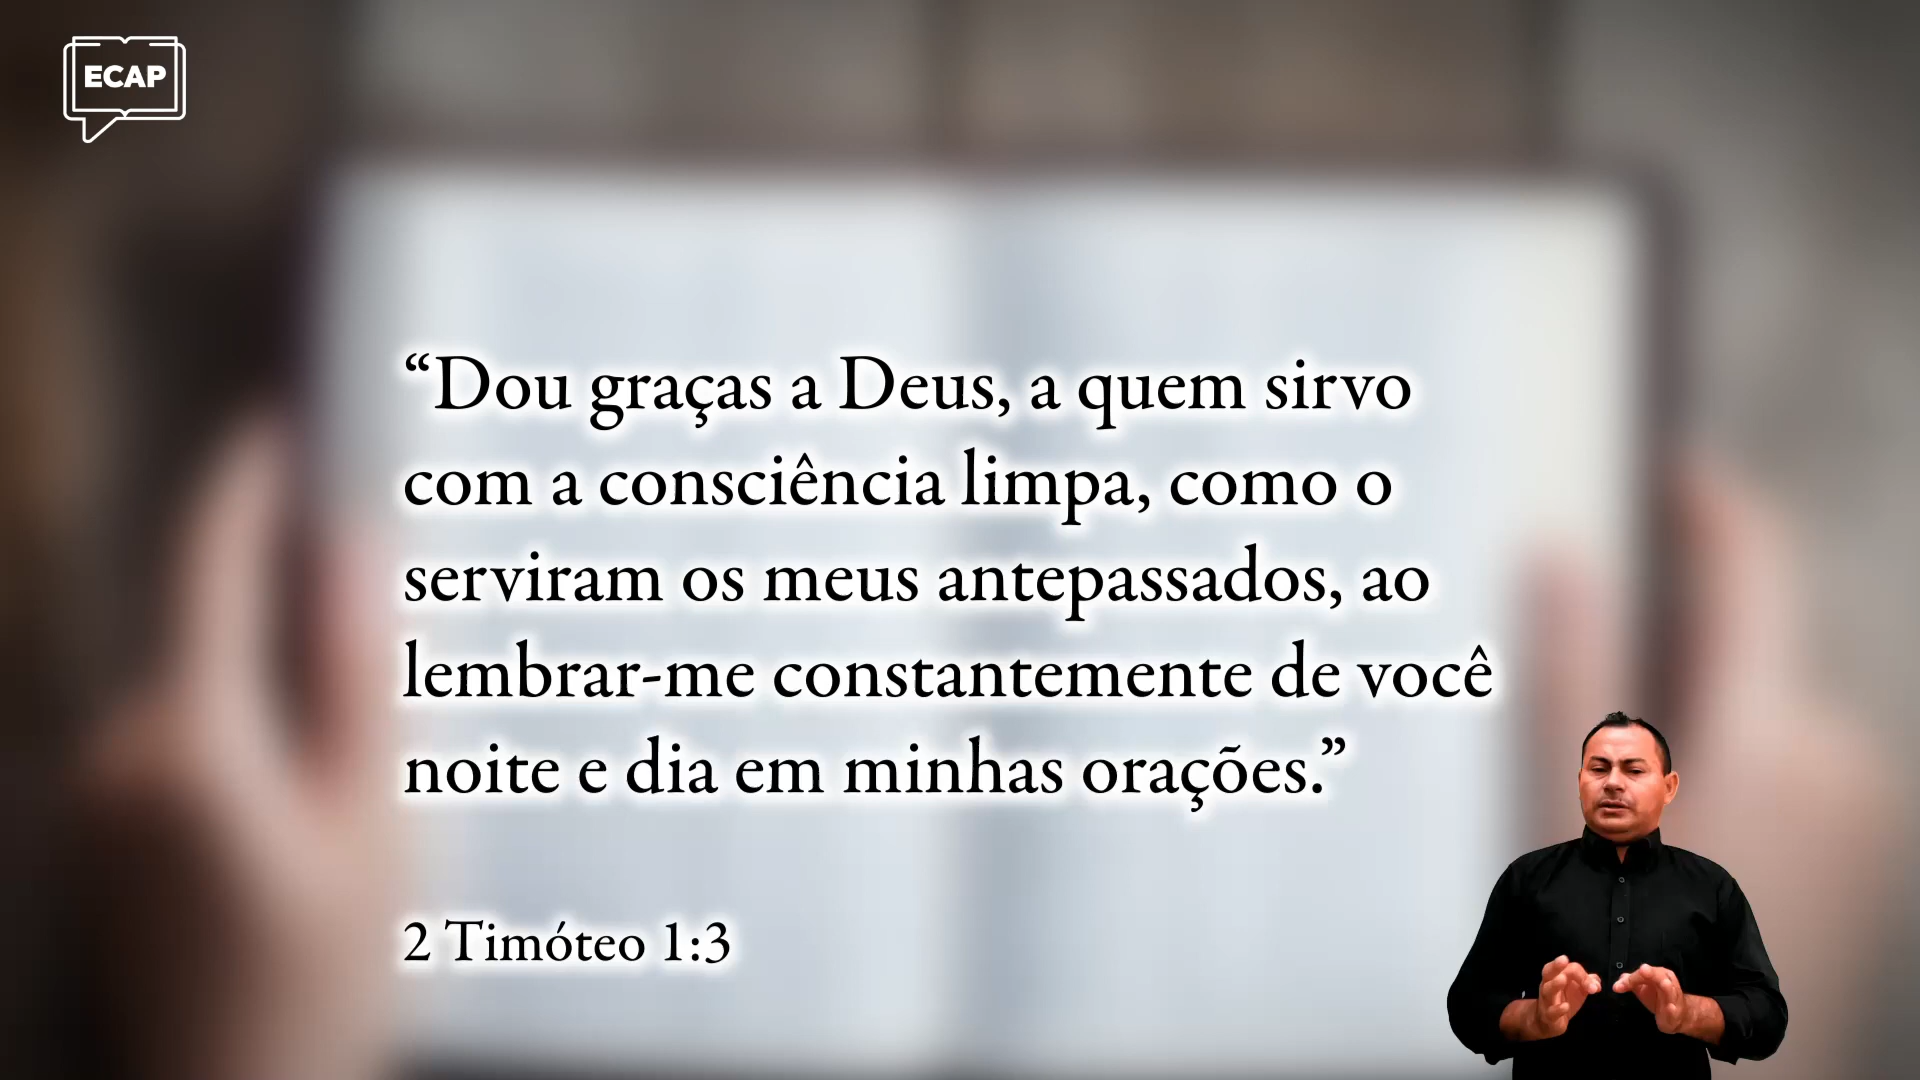 ECAP
“Dou graças a Deus, a quem sirvo
com a consciência limpa, como o
serviram os meus antepassados, ao
lembrar-me constantemente de você
noite e dia em minhas orações.”
2 Timóteo 1:3